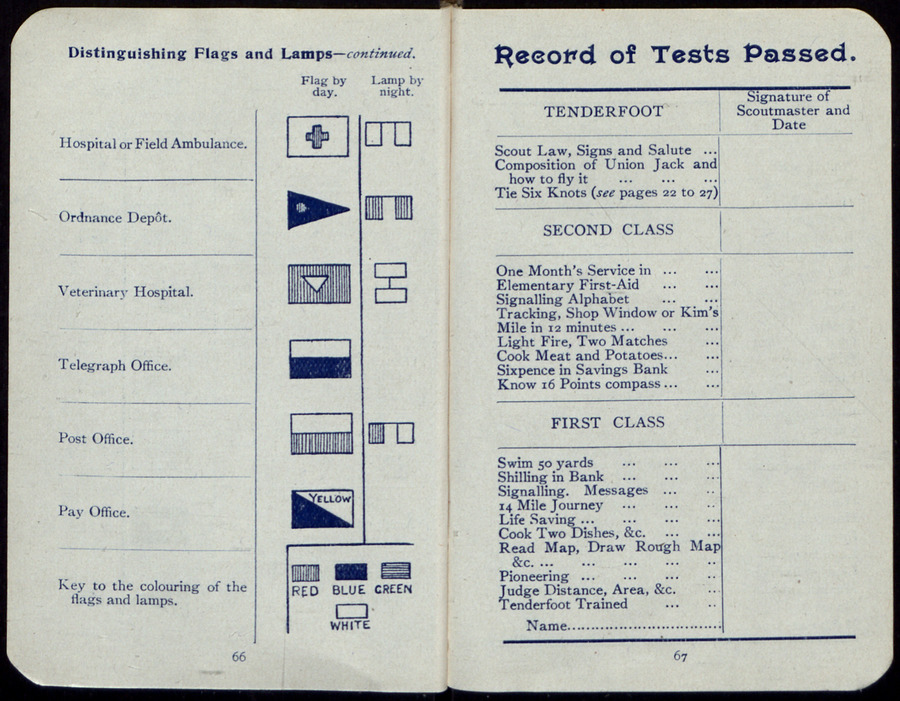 Distinguishing Flags and Lamps—continued.
Flag by day.
Lamp by night.
Hospital or Field Ambulance.
Ordnance Depôt.
Veterinary Hospital.
Telegraph Office.
Post Office.
Pay Office.
YELLOW
Key to the colouring of the
flags and lamps.
RED BLUE GREEN
WHITE
66
Record of Tests Passed.
TENDERFOOT
Signature of
Scoutmaster and
Date
Scout Law, Signs and Salute ...
Composition of Union Jack and
how to fly it ... ... ...
Tie Six Knots (see pages 22 to 27)
SECOND CLASS
One Month's Service in ... ...
Elementary First-Aid ... ...
Signalling Alphabet ... ...
Tracking, Shop Window or Kim's
Mile in 12 minutes ... ... ...
Light Fire, Two Matches ...
Cook Meat and Potatoes... ...
Sixpence in Savings Bank ...
Know 16 Points compass ... ...
FIRST CLASS
Swim 50 yards ... ... ...
Shilling in Bank ... ... ...
Signalling. Messages ... ..
14 Mile Journey ... ... ..
Life Saving ... ... ... ...
Cook Two Dishes, &c. ... ...
Read Map, Draw Rough Map
&c. ... ... ... ... ..
Pioneering ... ... ... ..
Judge Distance, Area, &c. ...
Tenderfoot Trained ... ..
Name..................................
67